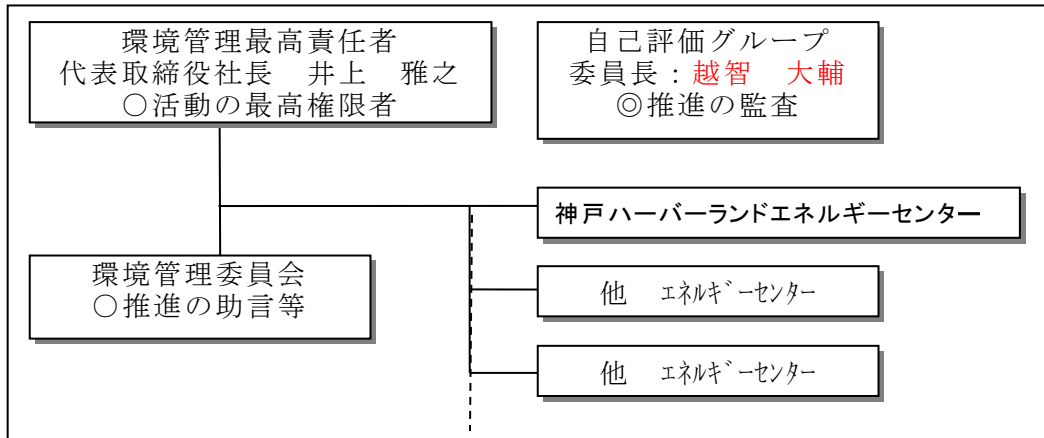 環境管理最高責任者
代表取締役社長　井上　雅之
○活動の最高権限者
自己評価グループ
委員長：越智　大輔
◎推進の監査
神戸ハーバーランドエネルギーセンター
環境管理委員会
○推進の助言等
他　ｴﾈﾙｷﾞｰｾﾝﾀｰ
他　ｴﾈﾙｷﾞｰｾﾝﾀｰ